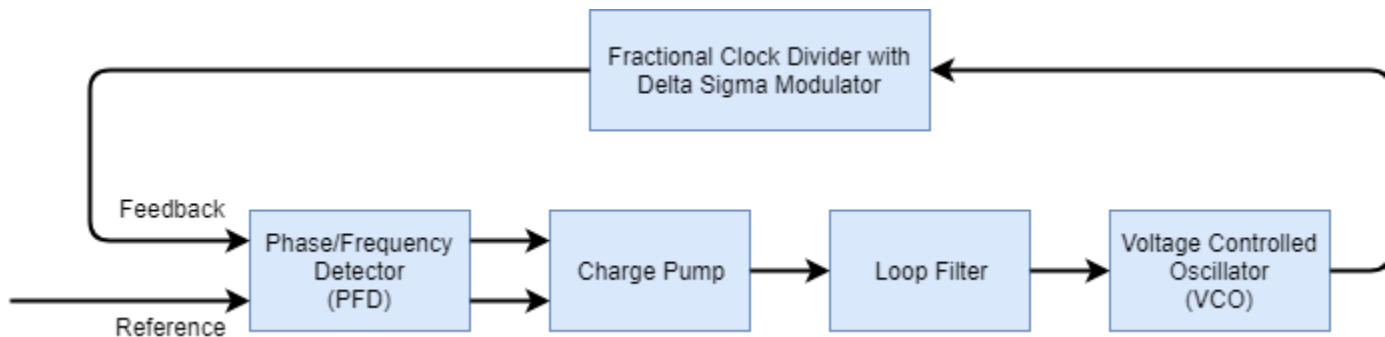 Fractional Clock Divider with
Delta Sigma Modulator
Feedback
Phase/Frequency
Detector
(PFD)
Charge Pump
Loop Filter
Voltage Controlled
Oscillator
(VCO)
Reference